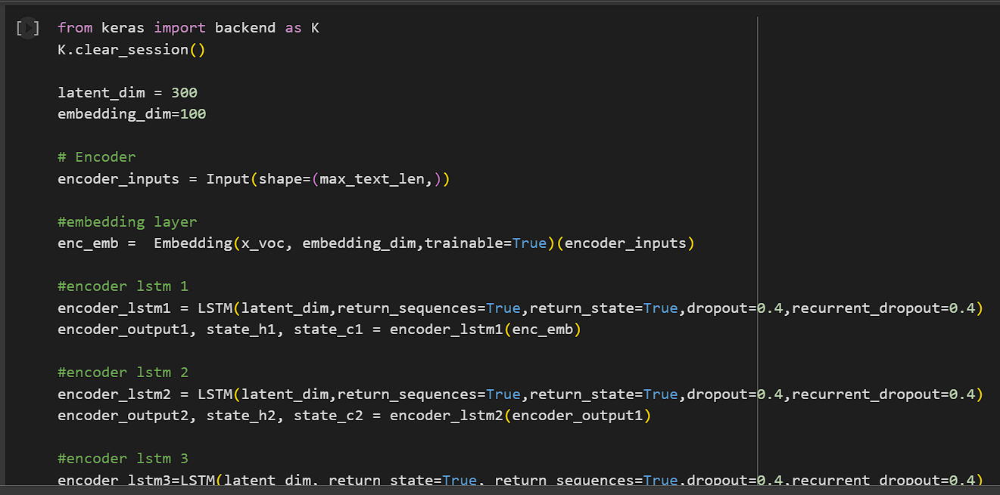 [ ] from keras import backend as K
K.clear_session()
latent_dim = 300
embedding_dim=100
# Encoder
encoder_inputs = Input(shape=(max_text_len,))
#embedding layer
enc_emb =  Embedding(x_voc, embedding_dim,trainable=True)(encoder_inputs)
#encoder lstm 1
encoder_lstm1 = LSTM(latent_dim,return_sequences=True,return_state=True,dropout=0.4,recurrent_dropout=0.4)
encoder_output1, state_h1, state_c1 = encoder_lstm1(enc_emb)
#encoder lstm 2
encoder_lstm2 = LSTM(latent_dim,return_sequences=True,return_state=True,dropout=0.4,recurrent_dropout=0.4)
encoder_output2, state_h2, state_c2 = encoder_lstm2(encoder_output1)
#encoder lstm 3
encoder_lstm3=LSTM(latent_dim, return_state=True, return_sequences=True,dropout=0.4,recurrent_dropout=0.4)